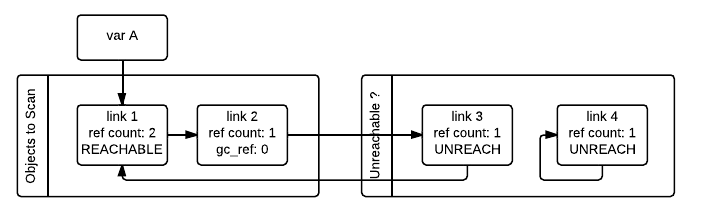 var A
Objects to Scan
link 1
ref count: 2
REACHABLE
link 2
ref count: 1
gc_ref: 0
Unreachable ?
link 3
ref count: 1
UNREACH
link 4
ref count: 1
UNREACH